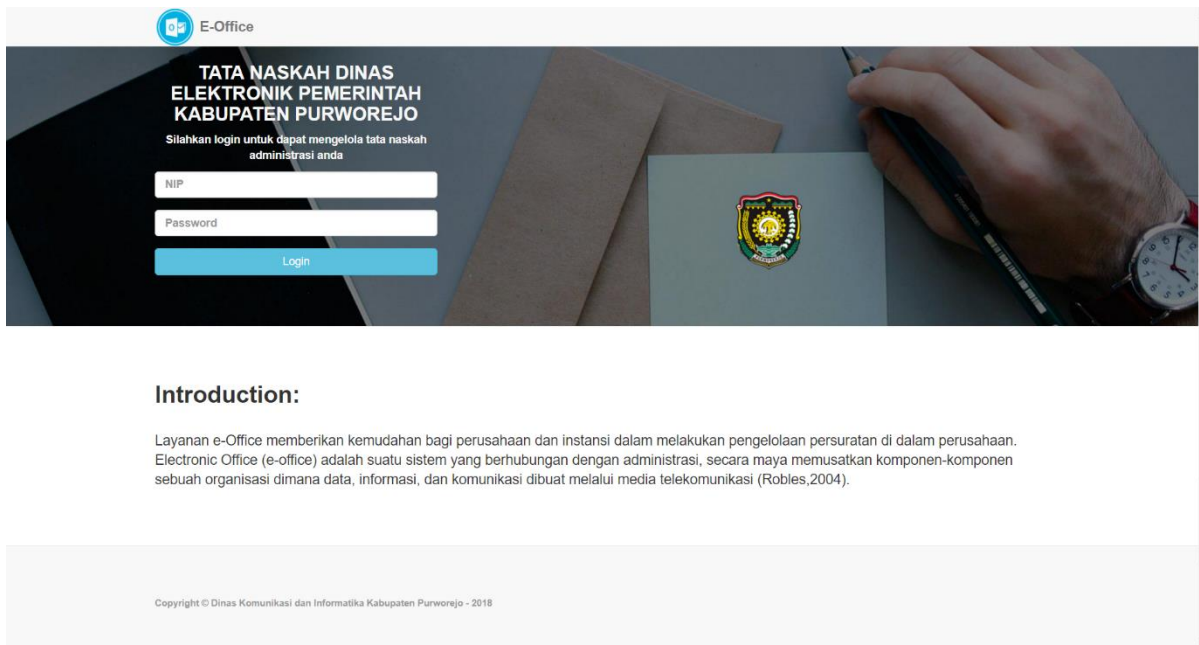 E-Office
TATA NASKAH DINAS
ELEKTRONIK PEMERINTAH
KABUPATEN PURWOREJO
Silahkan login untuk dapat mengelola tata naskah
administrasi anda
NIP
Password
Login
Introduction:
Layanan e-Office memberikan kemudahan bagi perusahaan dan instansi dalam melakukan pengelolaan persuratan di dalam perusahaan.
Electronic Office (e-office) adalah suatu sistem yang berhubungan dengan administrasi, secara maya memusatkan komponen-komponen
sebuah organisasi dimana data, informasi, dan komunikasi dibuat melalui media telekomunikasi (Robles,2004).
Copyright © Dinas Komunikasi dan Informatika Kabupaten Purworejo - 2018